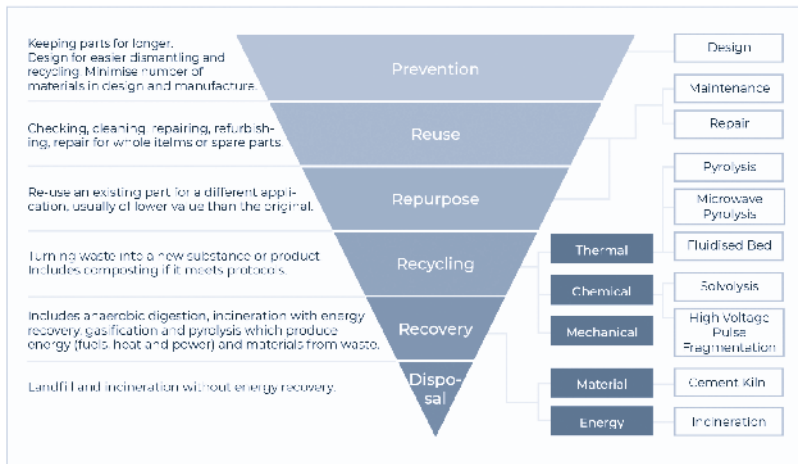 Keeping parts for longer.
Design for easier dismantling and
recycling. Minimise number of
materials in design and manufacture.
Prevention
Design
Maintenance
Checking, cleaning, repairing, refurbish-
ing, repair for whole itelms or spare parts
Reuse
Repair
Re-use an existing part for a different appli-
cation, usually of lower value than the original.
Repurpose
Pyrolysis
Microwave
Pyrolysis
Turning waste into a new substance or product.
Includes composting if it meets protocols.
Recycling
Thermal
Fluidised Bed
Chemical
Solvolysis
Includes anaerobic digestion, incineration with energy
recovery, gasification and pyrolysis which produce
energy (fuels, heat and power) and materials from waste.
Recovery
Mechanical
High Voltage
Pulse
Fragmentation
Landfill and incineration without energy recovery.
Dispo-
sal
Material
Cement Kiln
Energy
Incineration